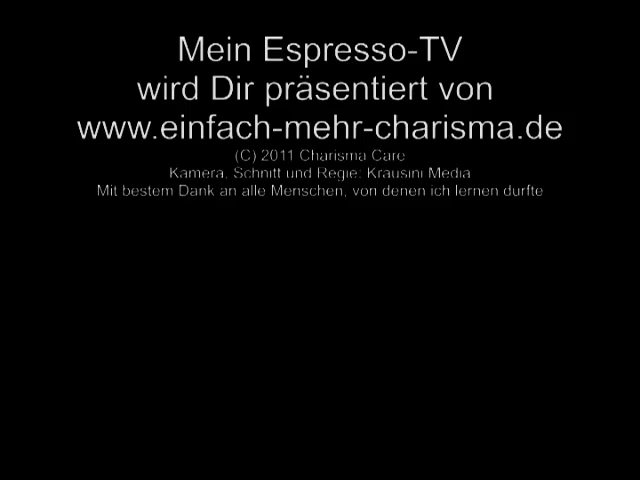 Mein Espresso-TV
wird Dir präsentiert von
www.einfach-mehr-charisma.de
(C) 2011 Charisma Care
Kamera, Schnitt und Regie: Krausini Media
Mit bestem Dank an alle Menschen, von denen ich lernen durfte